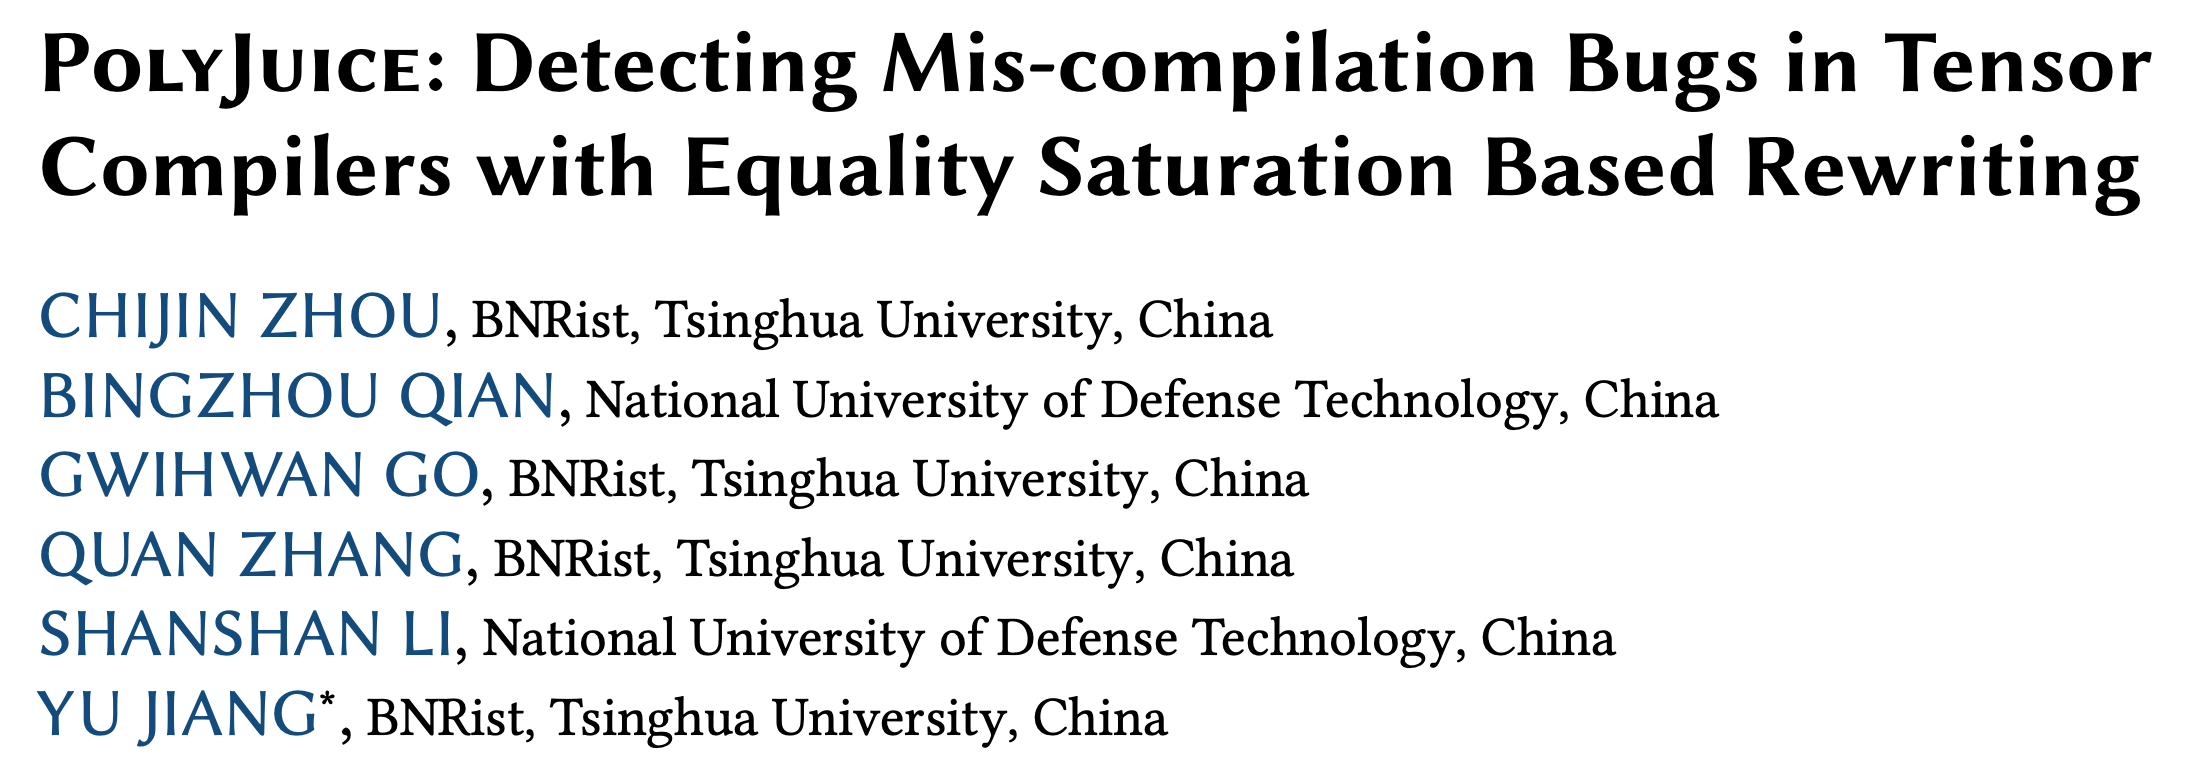 PolyJuice: Detecting Mis-compilation Bugs in Tensor
Compilers with Equality Saturation Based Rewriting
CHIJIN ZHOU, BNRist, Tsinghua University, China
BINGZHOU QIAN, National University of Defense Technology, China
GWIHWAN GO, BNRist, Tsinghua University, China
QUAN ZHANG, BNRist, Tsinghua University, China
SHANSHAN LI, National University of Defense Technology, China
YU JIANG*, BNRist, Tsinghua University, China